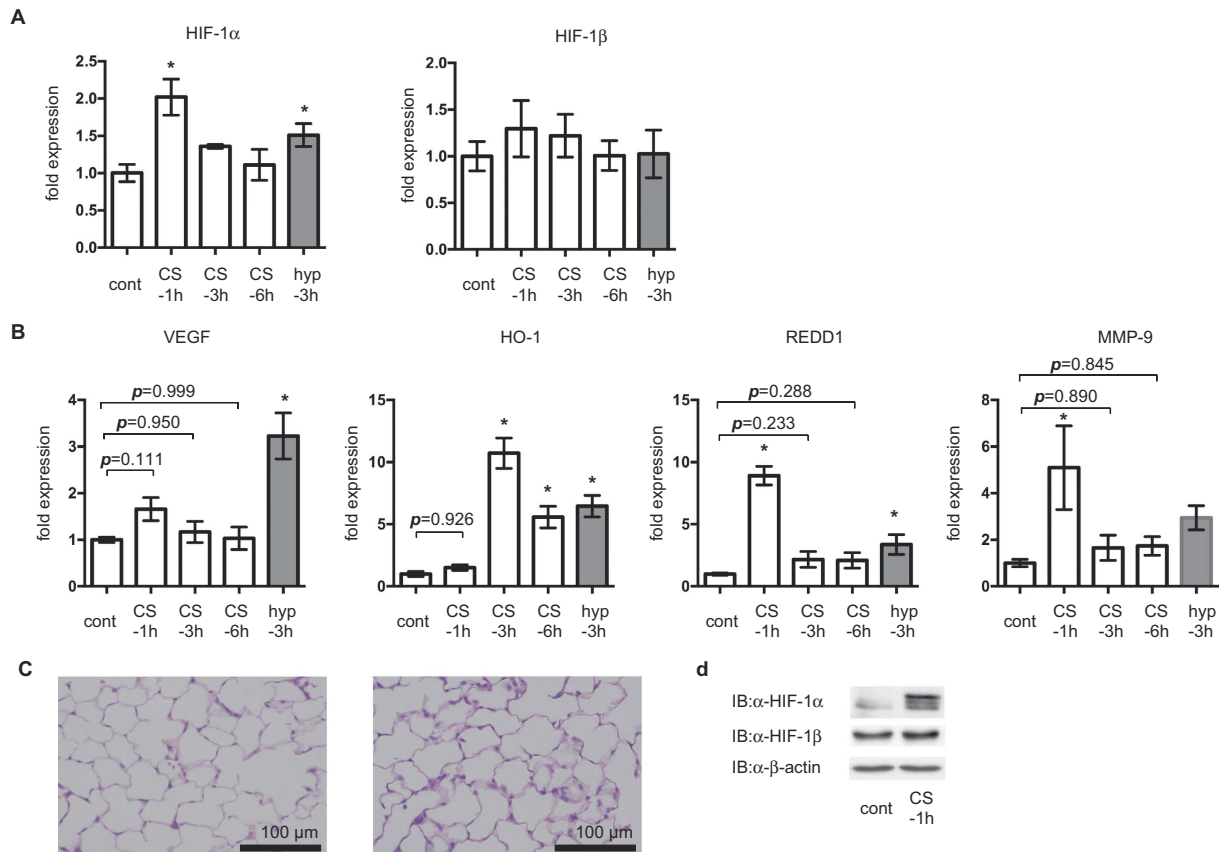 A
HIF-1α
HIF-1β
fold expression
2.5
2.0
1.5
1.0
0.5
0.0
*
*
cont
CS -1h
CS -3h
CS -6h
hyp -3h
fold expression
2.0
1.5
1.0
0.5
0.0
cont
CS -1h
CS -3h
CS -6h
hyp -3h
B
VEGF
HO-1
REDD1
MMP-9
fold expression
4
3
2
1
0
p=0.999
p=0.950
p=0.111
*
cont
CS -1h
CS -3h
CS -6h
hyp -3h
fold expression
15
10
5
0
p=0.926
*
*
*
cont
CS -1h
CS -3h
CS -6h
hyp -3h
fold expression
15
10
5
0
p=0.288
p=0.233
*
*
cont
CS -1h
CS -3h
CS -6h
hyp -3h
fold expression
8
6
4
2
0
p=0.845
p=0.890
*
cont
CS -1h
CS -3h
CS -6h
hyp -3h
C
100 μm
100 μm
d
IB:α-HIF-1α
IB:α-HIF-1β
IB:α-β-actin
cont
CS -1h